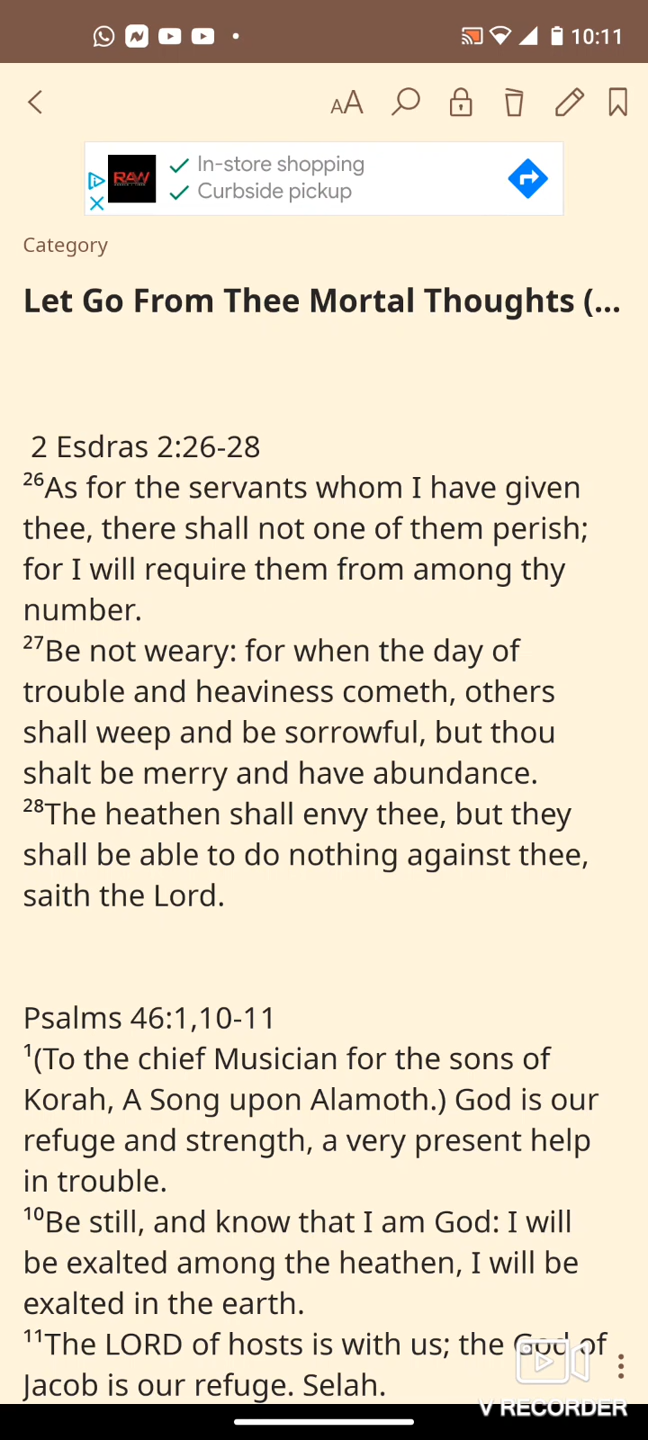 10:11
AA
RAW
In-store shopping
Curbside pickup
Category
Let Go From Thee Mortal Thoughts (...
2 Esdras 2:26-28
26As for the servants whom I have given
thee, there shall not one of them perish;
for I will require them from among thy
number.
27Be not weary: for when the day of
trouble and heaviness cometh, others
shall weep and be sorrowful, but thou
shalt be merry and have abundance.
28The heathen shall envy thee, but they
shall be able to do nothing against thee,
saith the Lord.
Psalms 46:1,10-11
1(To the chief Musician for the sons of
Korah, A Song upon Alamoth.) God is our
refuge and strength, a very present help
in trouble.
10Be still, and know that I am God: I will
be exalted among the heathen, I will be
exalted in the earth.
11The LORD of hosts is with us; the God of
Jacob is our refuge. Selah.
V RECORDER